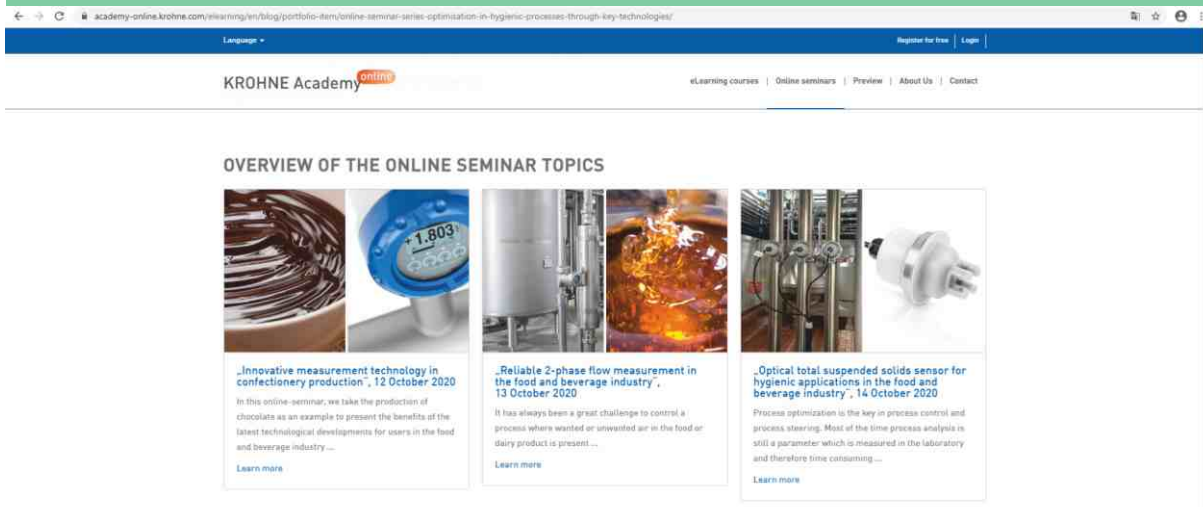 academy-online.krohne.com/elearning/en/blog/portfolio-item/online-seminar-series-optimisation-in-hygienic-processes-through-key-technologies/
Language
Register for free | Login
KROHNE Academy online
eLearning courses | Online seminars | Preview | About Us | Contact
OVERVIEW OF THE ONLINE SEMINAR TOPICS
+1.803
„Innovative measurement technology in
confectionery production“, 12 October 2020
In this online-seminar, we take the production of
chocolate as an example to present the benefits of the
latest technological developments for users in the food
and beverage industry ...
Learn more
„Reliable 2-phase flow measurement in
the food and beverage industry“,
13 October 2020
It has always been a great challenge to control a
process where wanted or unwanted air in the food or
dairy product is present ...
Learn more
„Optical total suspended solids sensor for
hygienic applications in the food and
beverage industry“, 14 October 2020
Process optimization is the key in process control and
process steering. Most of the time process analysis is
still a parameter which is measured in the laboratory
and therefore time consuming ...
Learn more